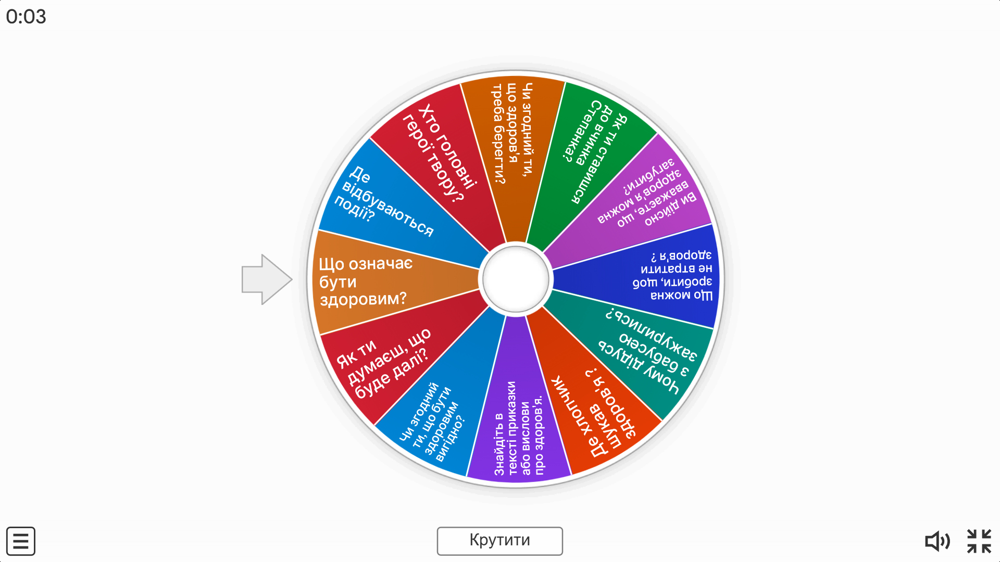 0:03
Що означає
бути
здоровим?
Де
відбуваються
події?
Хто головні
герої твору?
Чи згодний ти,
що здоров'я
треба берегти?
Як ти ставишся
до вчинка
Степанка?
Ви дійсно
вважаєте, що
здоров'я можна
загубити?
Що можна
зробити, щоб
не втратити
здоров'я ?
Чому дідусь
з бабусею
зажурились?
Де хлопчик
шукав
здоров'я ?
Знайдіть в
тексті приказки
або вислови
про здоров'я.
Чи згодний
ти, що бути
здоровим
вигідно?
Як ти
думаєш, що
буде далі?
Крутити